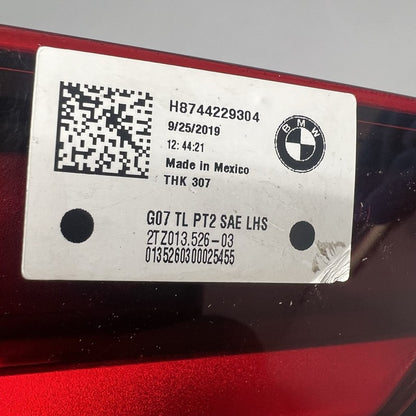 H8744229304
9/25/2019
12:44:21
BMW
Made in Mexico
THK 307
G07 TL PT2 SAE LHS
2TZ013.526-03
0135260300025455